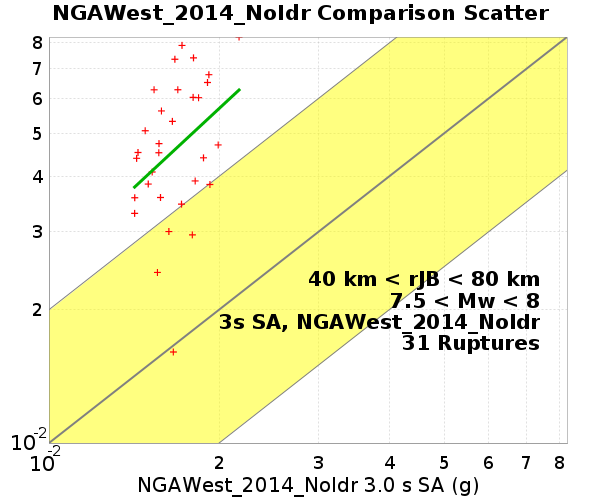 NGAWest_2014_NoIdr Comparison Scatter
8
7
6
5
4
3
2
10-2
40 km < rJB < 80 km
7.5 < Mw < 8
3s SA, NGAWest_2014_NoIdr
31 Ruptures
10-2 2 3 4 5 6 7 8
NGAWest_2014_NoIdr 3.0 s SA (g)